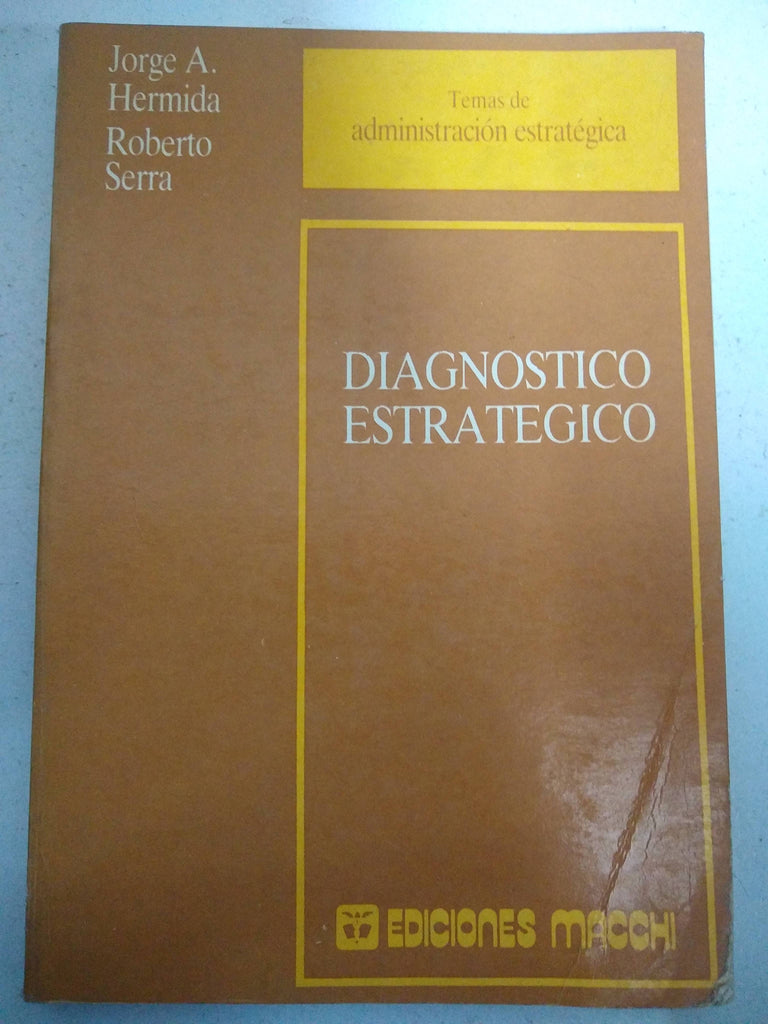 Jorge A.
Hermida
Roberto
Serra
Temas de
administración estratégica
DIAGNOSTICO
ESTRATEGICO
EDICIONES MACCHI